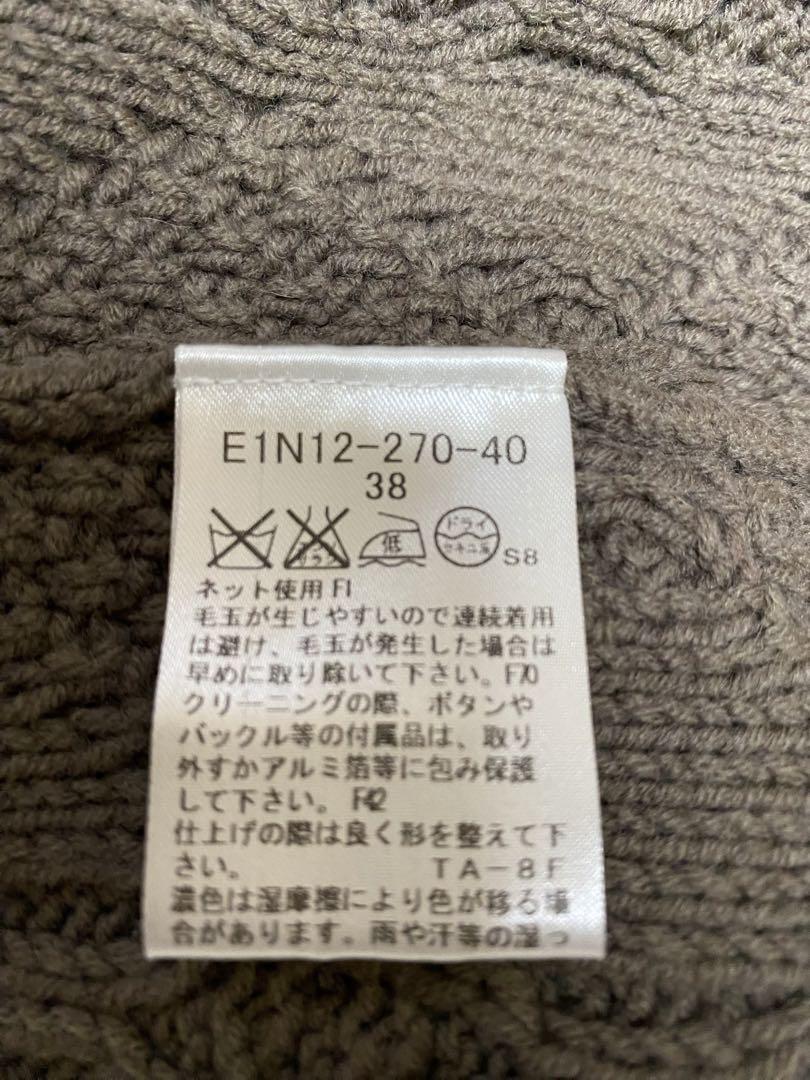 E1N12-270-40
38
低
ドライ
セキユ系
S8
ネット使用 F1
毛玉が生じやすいので連続着用
は避け、毛玉が発生した場合は
早めに取り除いて下さい。F70
クリーニングの際、ボタンや
バックル等の付属品は、取り
外すかアルミ箔等に包み保護
して下さい。 F42
仕上げの際は良く形を整えて下
さい。 TA-8F
濃色は湿摩擦により色が移る場
合があります。雨や汗等の湿っ